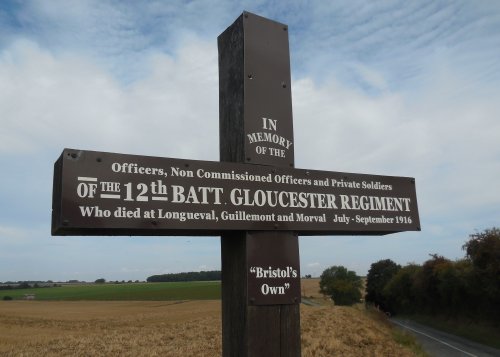 IN
MEMORY
OF THE
Officers, Non Commissioned Officers and Private Soldiers
OF THE 12th BATT. GLOUCESTER REGIMENT
Who died at Longueval, Guillemont and Morval July - September 1916
"Bristol's
Own"